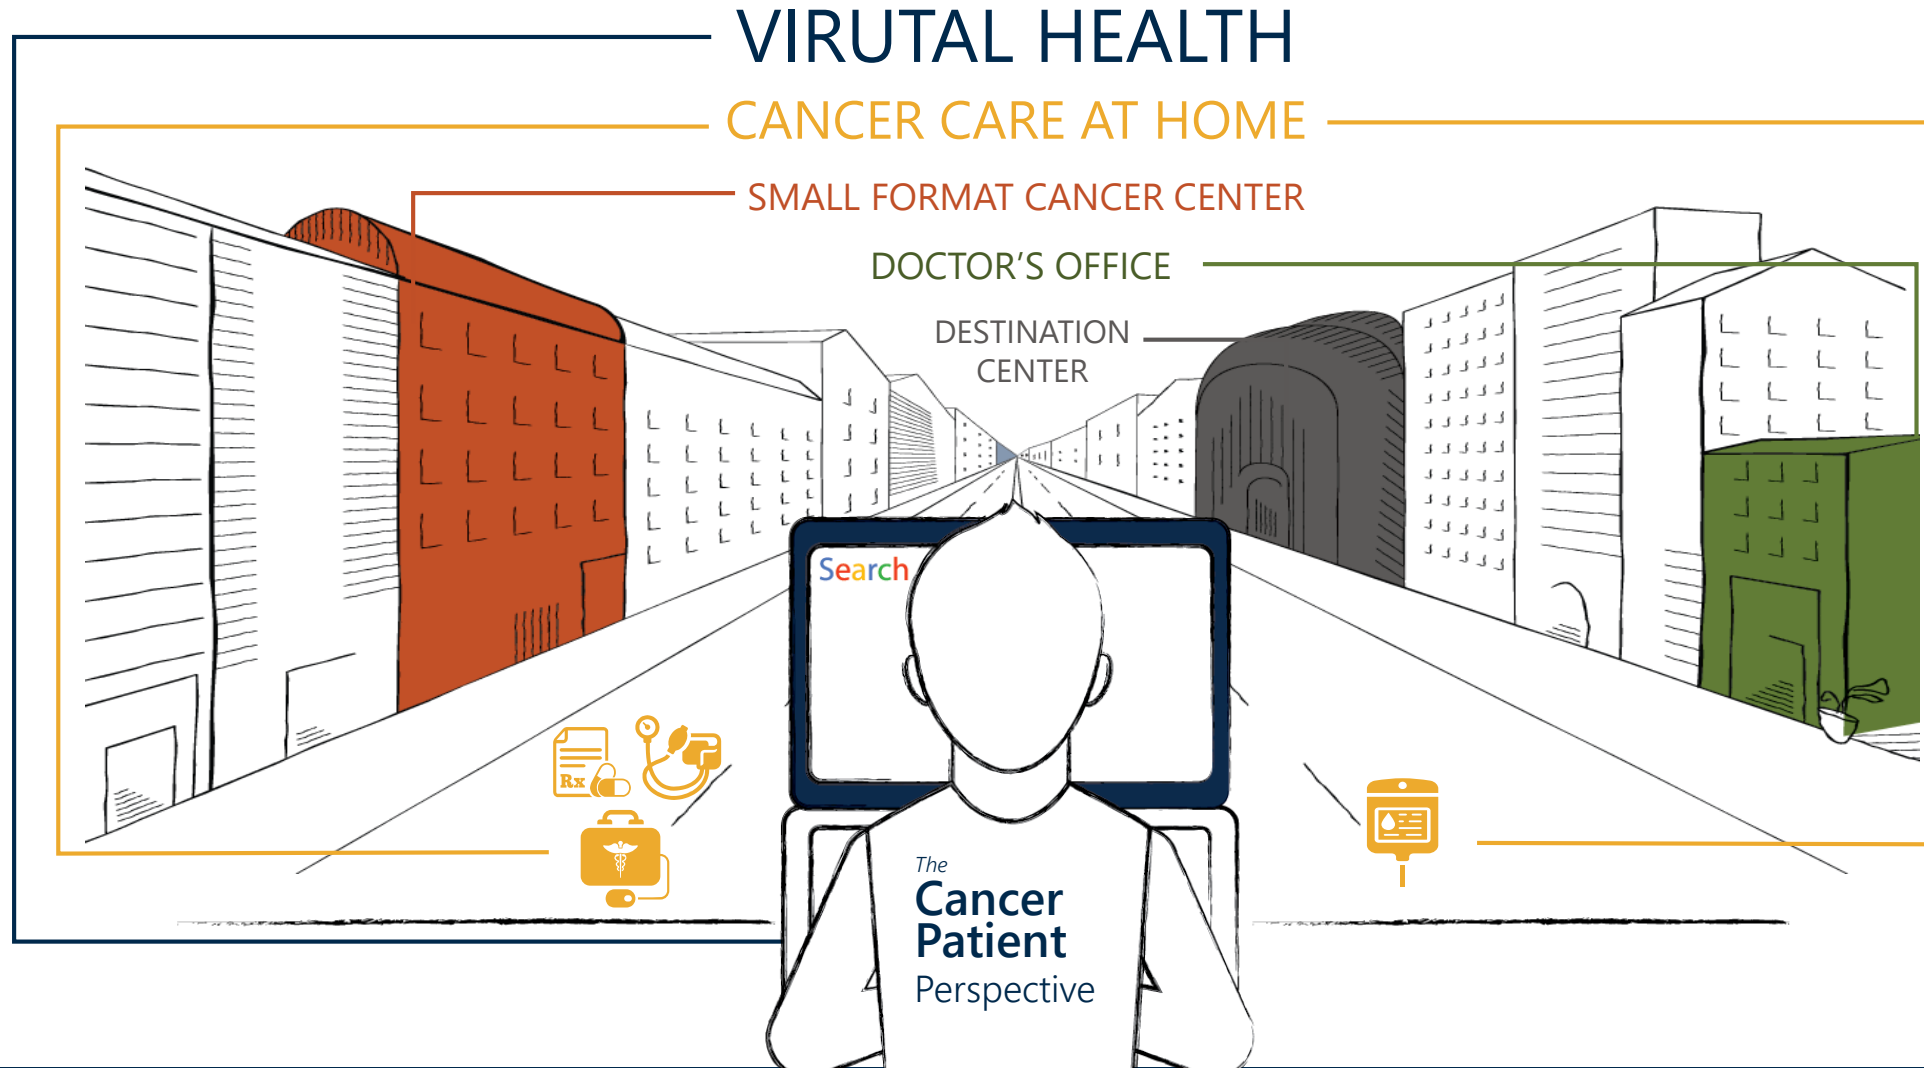 VIRUTAL HEALTH
CANCER CARE AT HOME
SMALL FORMAT CANCER CENTER
DOCTOR'S OFFICE
DESTINATION
CENTER
Search
Rx
The
Cancer
Patient
Perspective